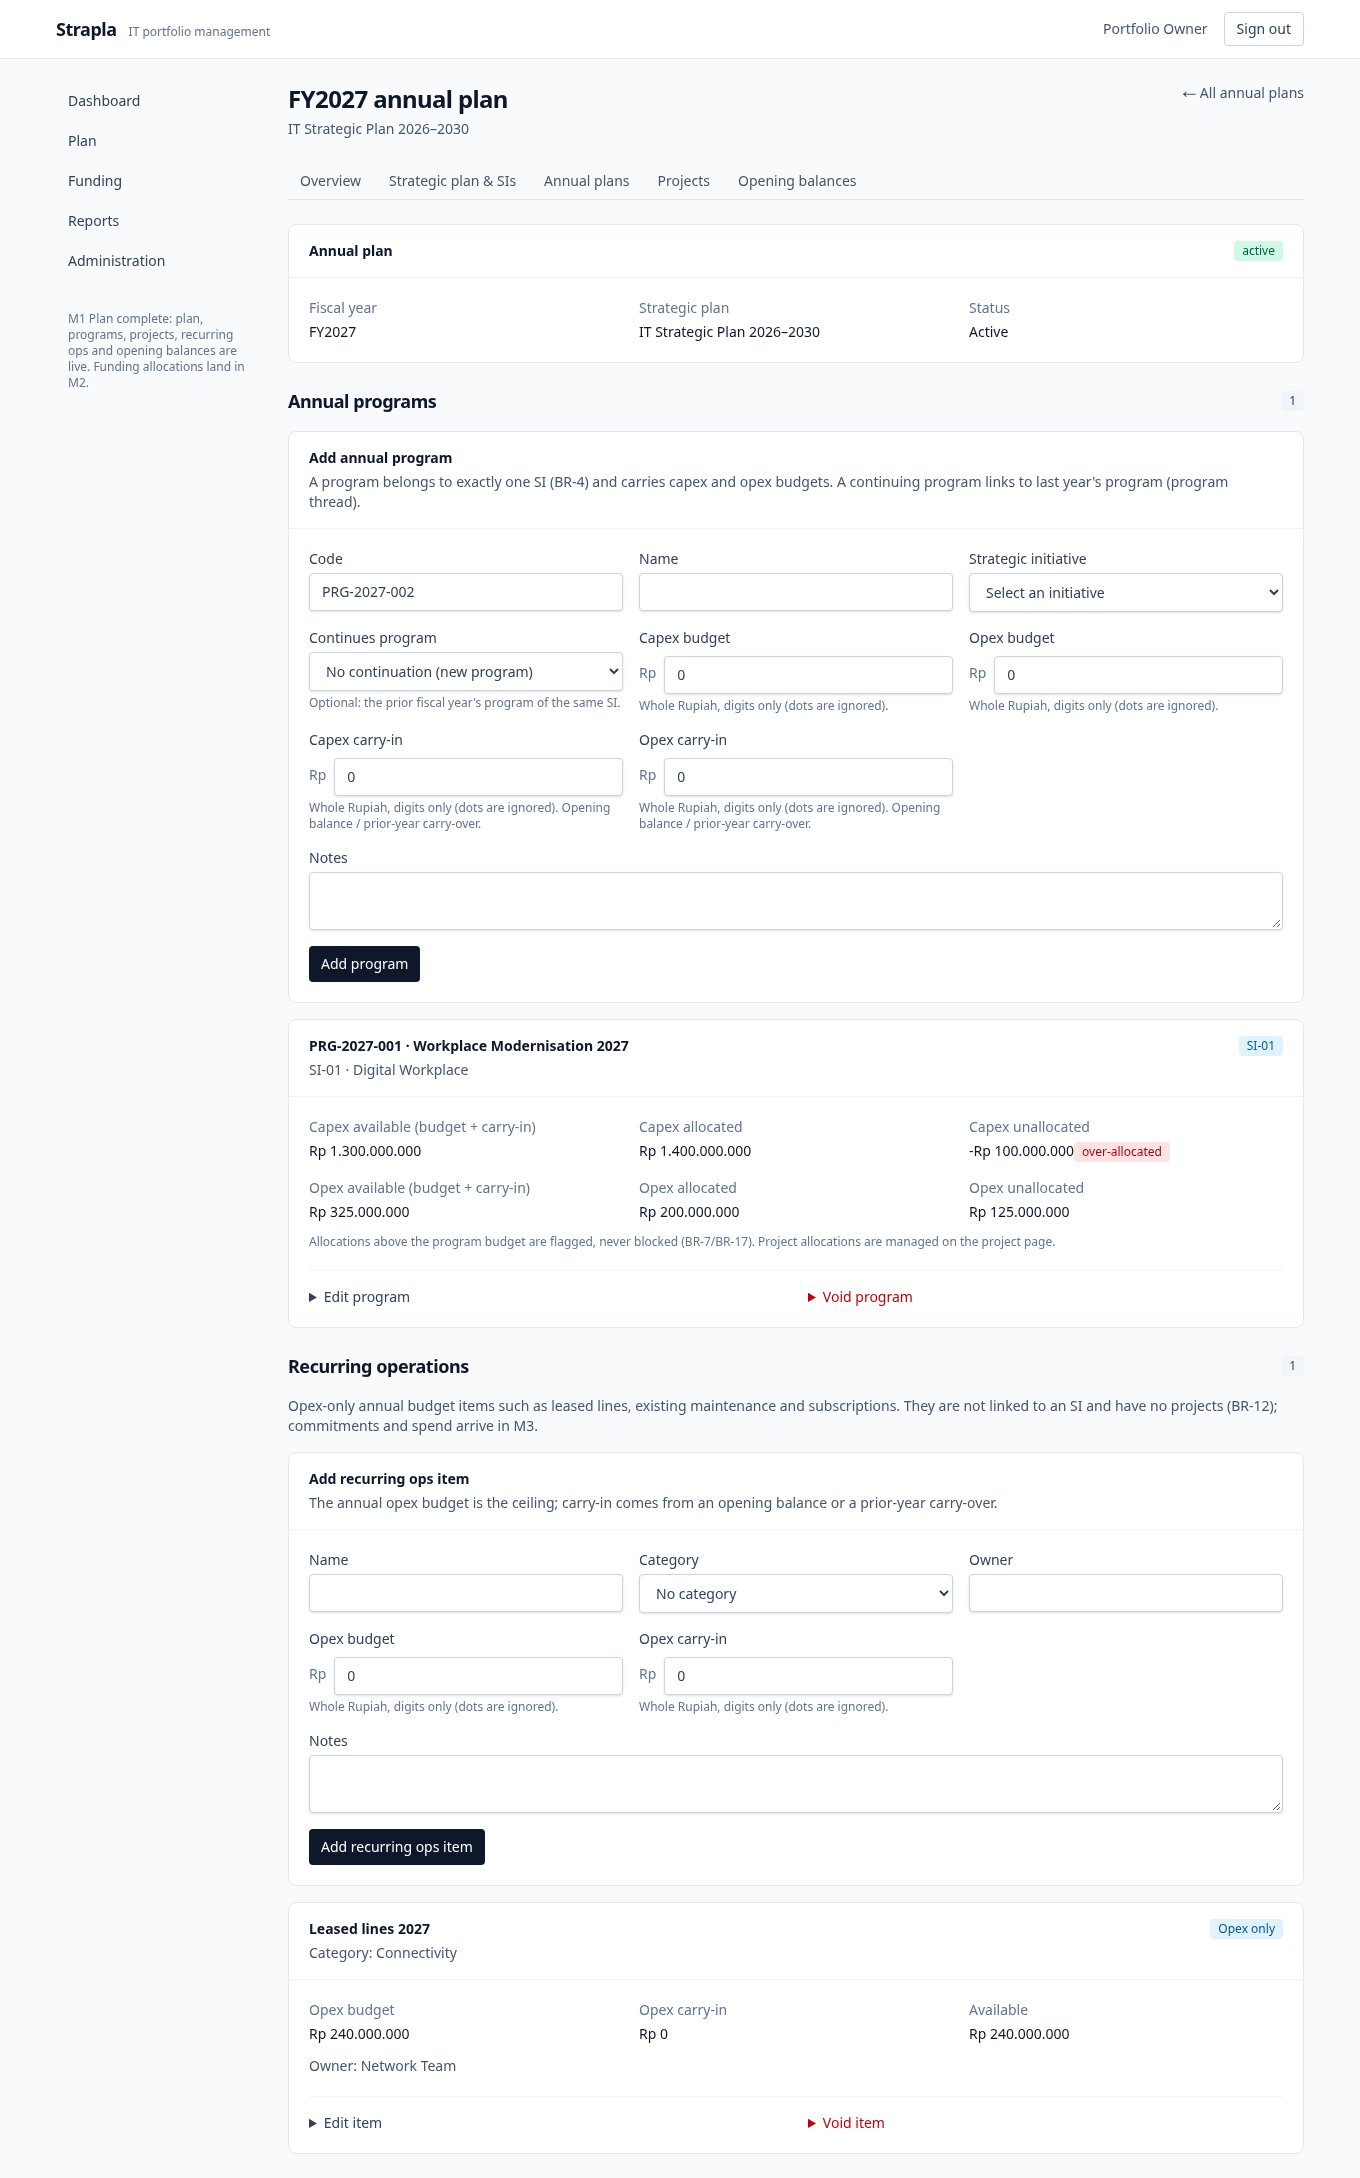 Strapla IT portfolio management
Portfolio Owner
Sign out
Dashboard
Plan
Funding
Reports
Administration
M1 Plan complete: plan,
programs, projects, recurring
ops and opening balances are
live. Funding allocations land in
M2.
FY2027 annual plan
← All annual plans
IT Strategic Plan 2026–2030
Overview Strategic plan & SIs Annual plans Projects Opening balances
Annual plan
active
Fiscal year Strategic plan Status
FY2027 IT Strategic Plan 2026–2030 Active
Annual programs
1
Add annual program
A program belongs to exactly one SI (BR-4) and carries capex and opex budgets. A continuing program links to last year's program (program
thread).
Code Name Strategic initiative
PRG-2027-002 Select an initiative
Continues program Capex budget Opex budget
No continuation (new program) Rp 0 Rp 0
Optional: the prior fiscal year's program of the same SI. Whole Rupiah, digits only (dots are ignored). Whole Rupiah, digits only (dots are ignored).
Capex carry-in Opex carry-in
Rp 0 Rp 0
Whole Rupiah, digits only (dots are ignored). Opening Whole Rupiah, digits only (dots are ignored). Opening
balance / prior-year carry-over. balance / prior-year carry-over.
Notes
Add program
PRG-2027-001 · Workplace Modernisation 2027
SI-01
SI-01 · Digital Workplace
Capex available (budget + carry-in) Capex allocated Capex unallocated
Rp 1.300.000.000 Rp 1.400.000.000 -Rp 100.000.000 over-allocated
Opex available (budget + carry-in) Opex allocated Opex unallocated
Rp 325.000.000 Rp 200.000.000 Rp 125.000.000
Allocations above the program budget are flagged, never blocked (BR-7/BR-17). Project allocations are managed on the project page.
▶ Edit program ▶ Void program
Recurring operations
1
Opex-only annual budget items such as leased lines, existing maintenance and subscriptions. They are not linked to an SI and have no projects (BR-12);
commitments and spend arrive in M3.
Add recurring ops item
The annual opex budget is the ceiling; carry-in comes from an opening balance or a prior-year carry-over.
Name Category Owner
No category
Opex budget Opex carry-in
Rp 0 Rp 0
Whole Rupiah, digits only (dots are ignored). Whole Rupiah, digits only (dots are ignored).
Notes
Add recurring ops item
Leased lines 2027
Opex only
Category: Connectivity
Opex budget Opex carry-in Available
Rp 240.000.000 Rp 0 Rp 240.000.000
Owner: Network Team
▶ Edit item ▶ Void item